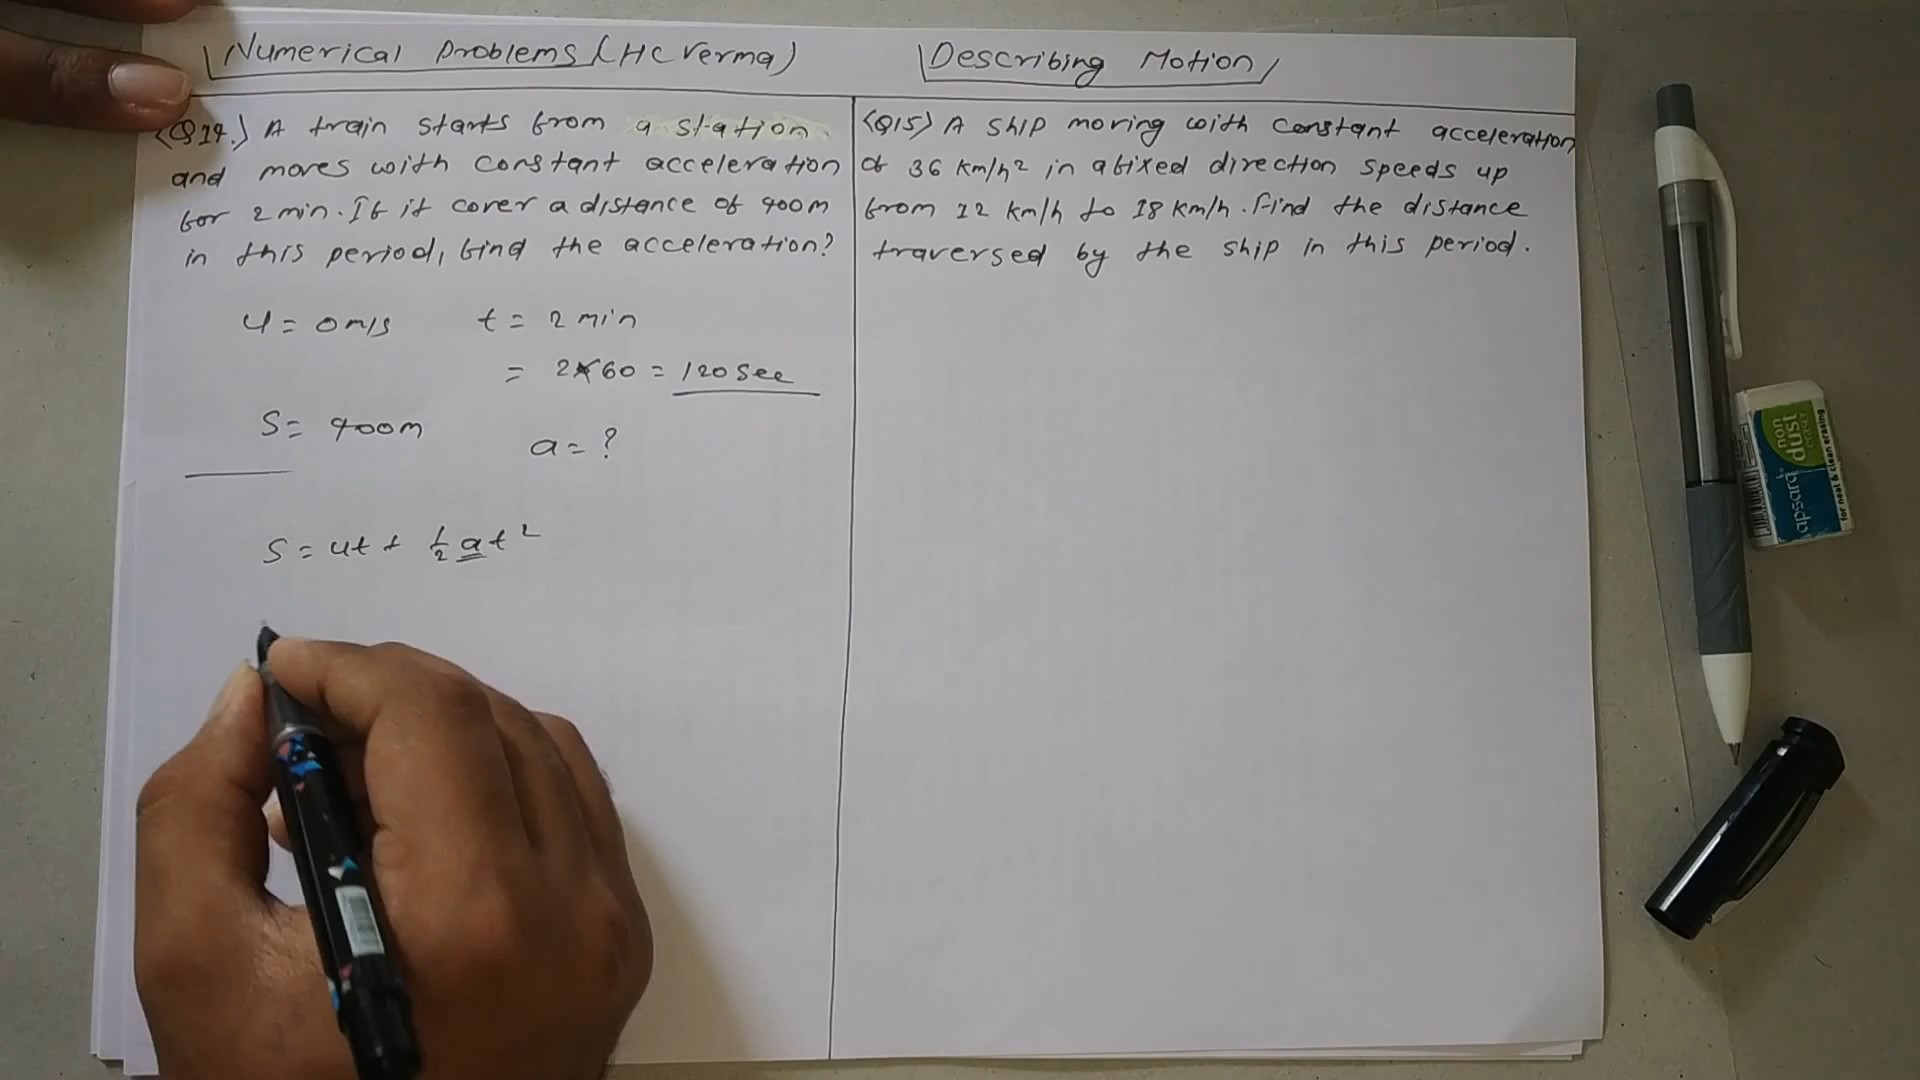 Numerical Problems (HC Verma)
Describing Motion
(Q14.) A train starts from a station
and moves with constant acceleration
for 2 min. If it cover a distance of 400m
in this period, find the acceleration?
u = 0 m/s
t = 2 min
= 2×60 = 120 sec
S = 400m
a = ?
S = ut + 1/2 at²
(Q15) A ship moving with constant acceleration
of 36 km/h² in a fixed direction speeds up
from 12 km/h to 18 km/h. Find the distance
traversed by the ship in this period.
non
dust
eraser
apsara
for neat & clean erasing